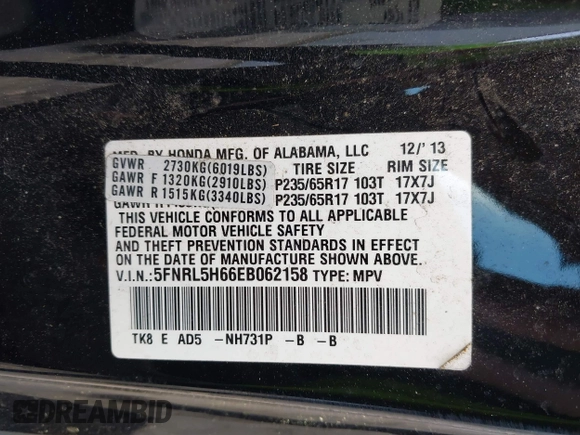 MFD. BY HONDA MFG. OF ALABAMA, LLC 12/'13
GVWR 2730KG(6019LBS) TIRE SIZE RIM SIZE
GAWR F 1320KG(2910LBS) P235/65R17 103T 17X7J
GAWR R 1515KG(3340LBS) P235/65R17 103T 17X7J
GAWR
THIS VEHICLE CONFORMS TO ALL APPLICABLE
FEDERAL MOTOR VEHICLE SAFETY
AND THEFT PREVENTION STANDARDS IN EFFECT
ON THE DATE OF MANUFACTURE SHOWN ABOVE.
V.I.N.:5FNRL5H66EB062158 TYPE: MPV
TK8 E AD5 -NH731P -B -B
DREAMBID